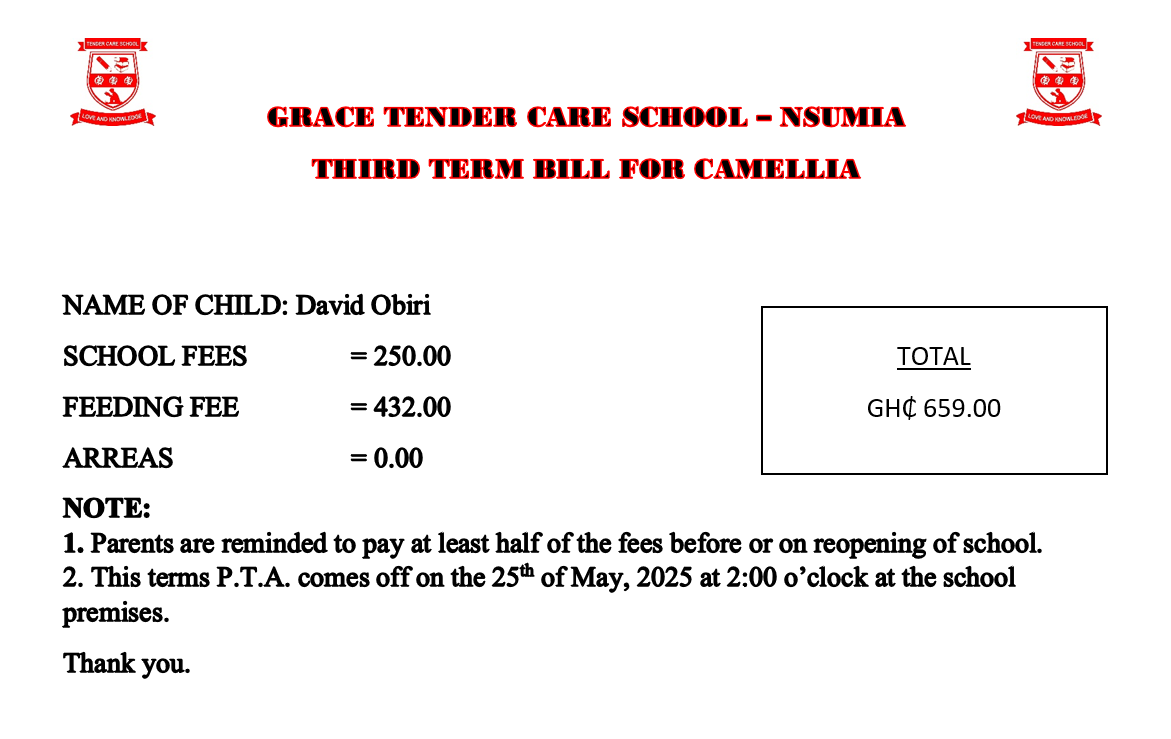 TENDER CARE SCHOOL
LOVE AND KNOWLEDGE
TENDER CARE SCHOOL
LOVE AND KNOWLEDGE
GRACE TENDER CARE SCHOOL – NSUMIA
THIRD TERM BILL FOR CAMELLIA
NAME OF CHILD: David Obiri
SCHOOL FEES = 250.00
FEEDING FEE = 432.00
ARREAS = 0.00
TOTAL
GH₵ 659.00
NOTE:
1. Parents are reminded to pay at least half of the fees before or on reopening of school.
2. This terms P.T.A. comes off on the 25th of May, 2025 at 2:00 o’clock at the school
premises.
Thank you.